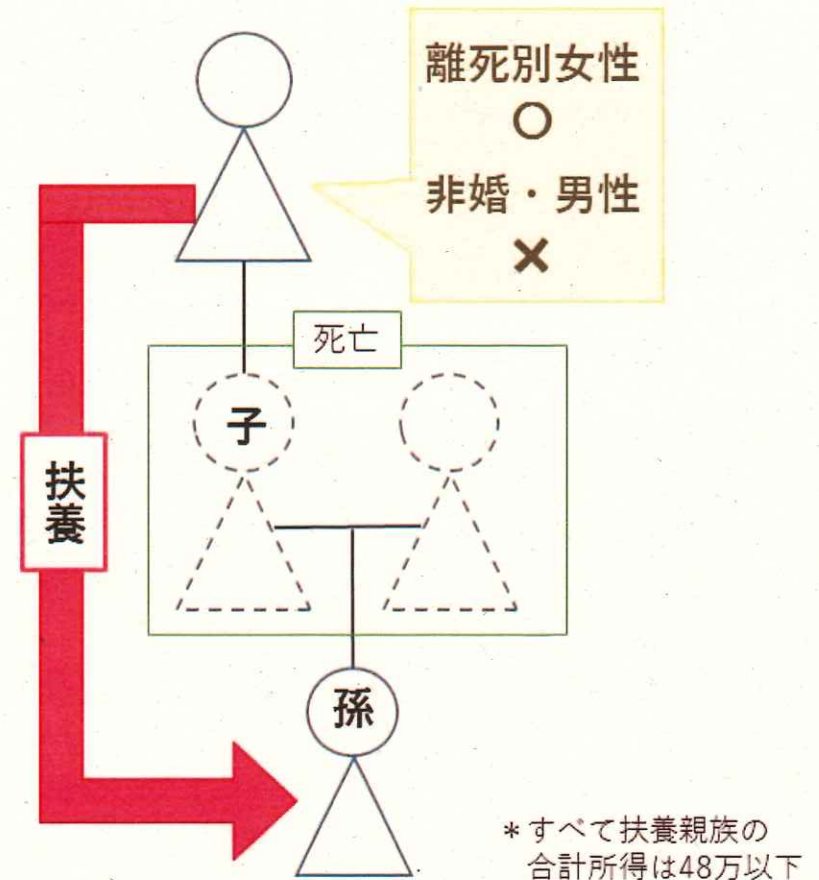 離死別女性
○
非婚・男性
×
死亡
子
扶養
孫
*すべて扶養親族の
合計所得は48万以下